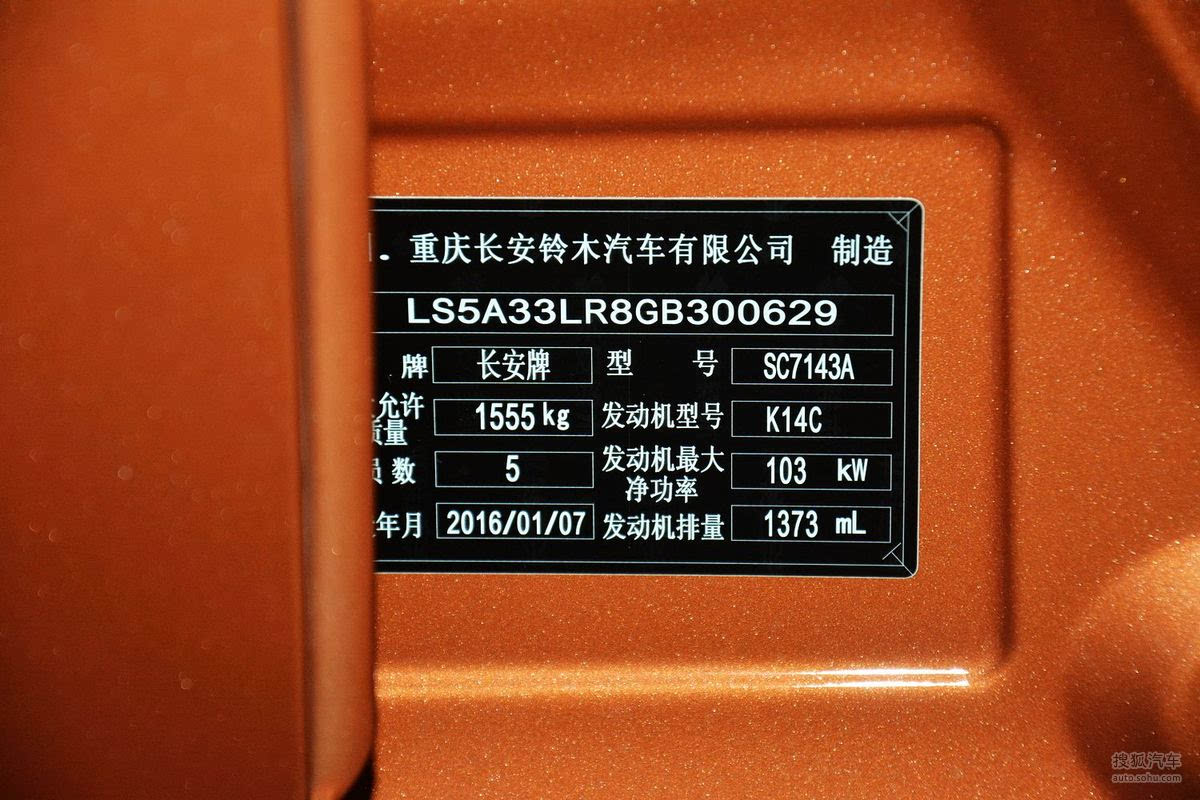 . 重庆长安铃木汽车有限公司 制造
LS5A33LR8GB300629
牌 长安牌 型 号 SC7143A
允许
质量 1555 kg 发动机型号 K14C
员数 5 发动机最大
净功率 103 kW
年月 2016/01/07 发动机排量 1373 mL
搜狐汽车
auto.sohu.com